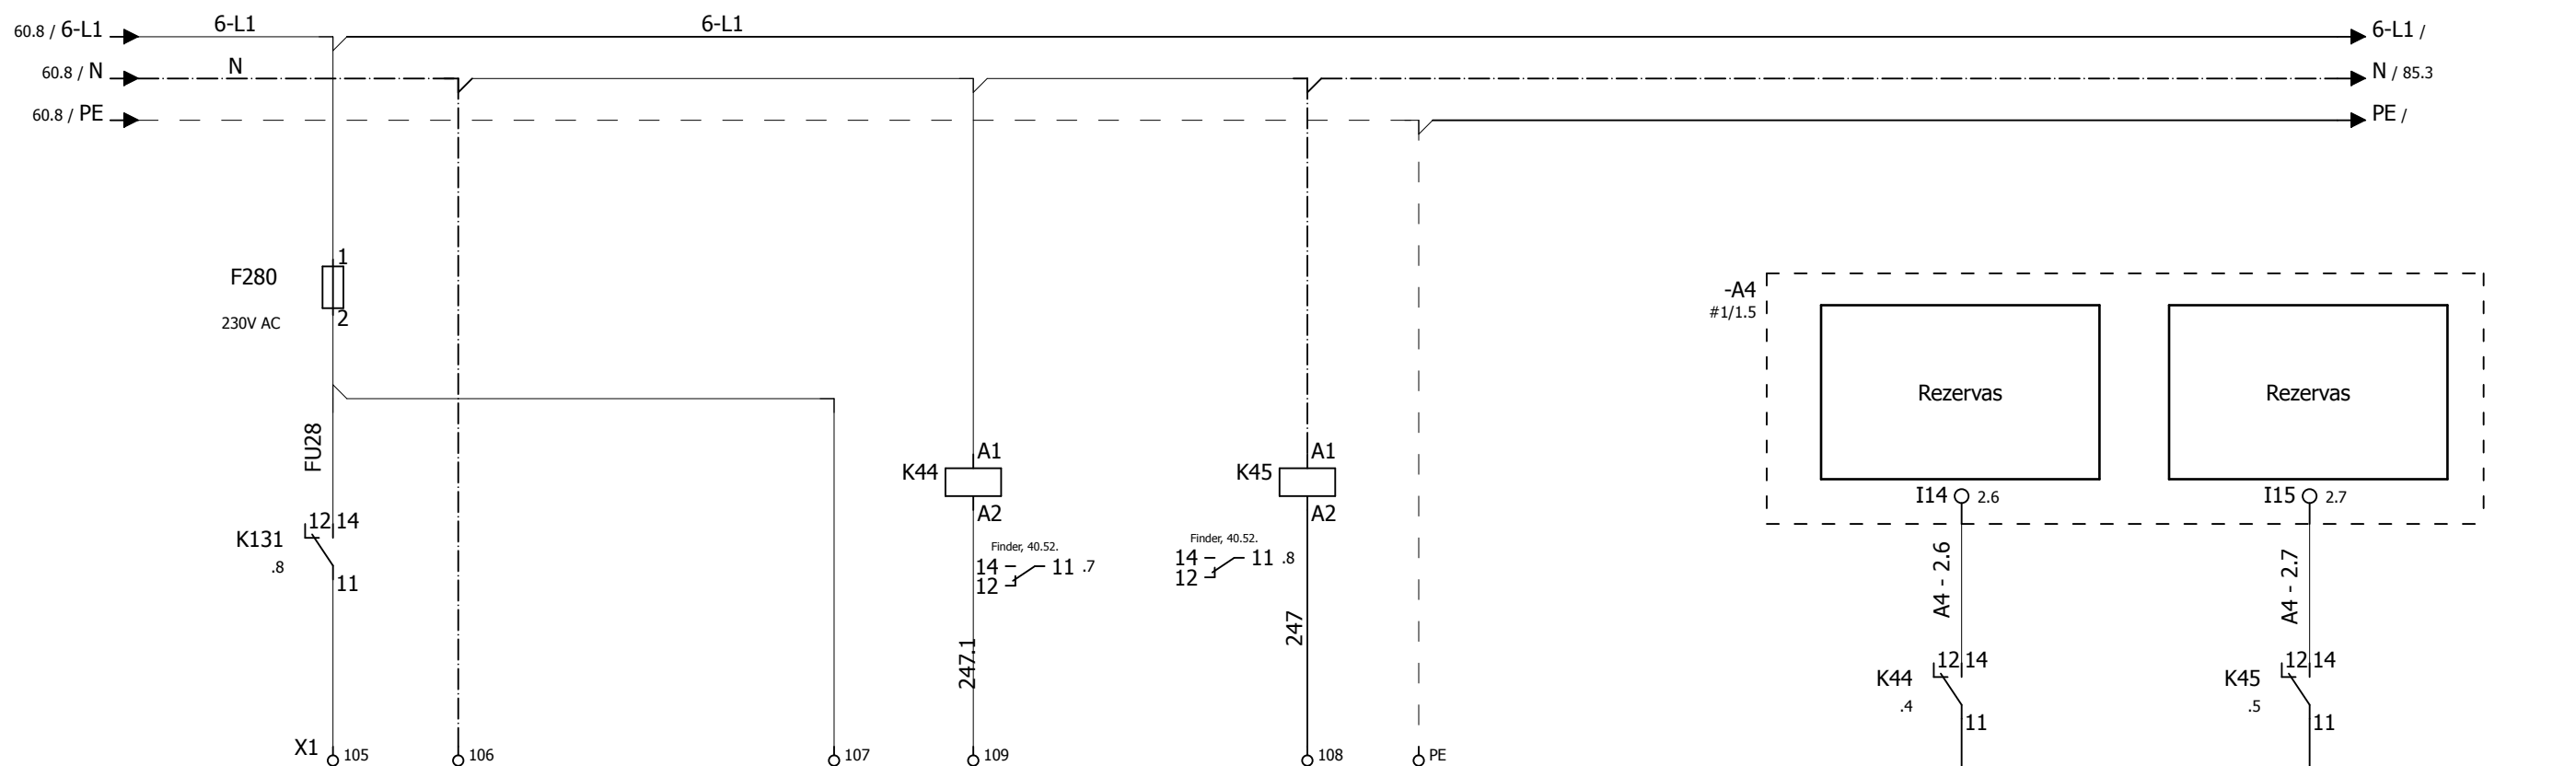 60.8 / 6-L1
6-L1
6-L1
6-L1 /
60.8 / N
N
N / 85.3
60.8 / PE
PE /
F280
1
2
230V AC
-A4
#1/1.5
Rezervas
Rezervas
FU28
K44
A1
A2
K45
A1
A2
I14
2.6
I15
2.7
K131
.8
12
14
11
Finder, 40.52.
14
11
.7
12
Finder, 40.52.
14
11
.8
12
A4 - 2.6
A4 - 2.7
247.1
247
K44
.4
12
14
11
K45
.5
12
14
11
X1
105
106
107
109
108
PE